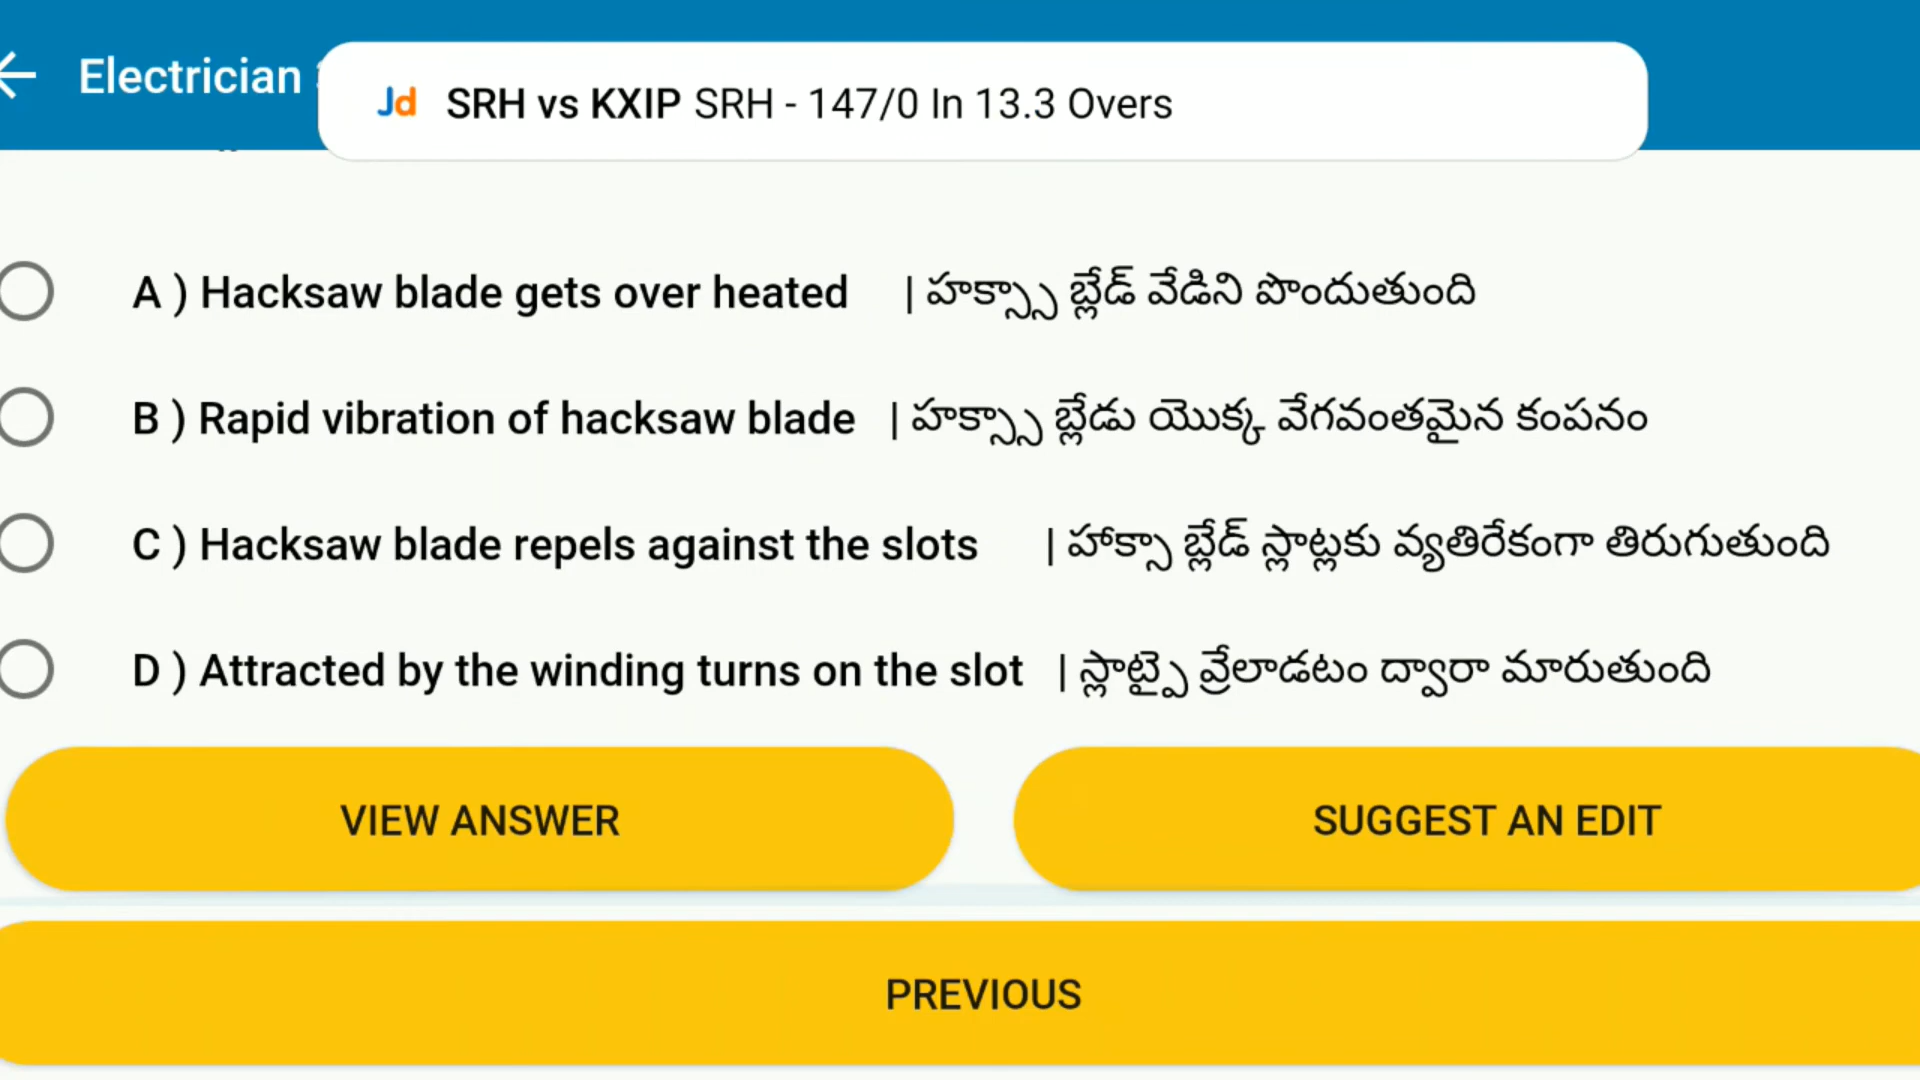 Electrician
Jd SRH vs KXIP SRH - 147/0 In 13.3 Overs
A ) Hacksaw blade gets over heated | హక్స్సా బ్లేడ్ వేడిని పొందుతుంది
B ) Rapid vibration of hacksaw blade | హక్స్సా బ్లేడు యొక్క వేగవంతమైన కంపనం
C ) Hacksaw blade repels against the slots | హాక్సా బ్లేడ్ స్లాట్లకు వ్యతిరేకంగా తిరుగుతుంది
D ) Attracted by the winding turns on the slot | స్లాట్పై వ్రేలాడటం ద్వారా మారుతుంది
VIEW ANSWER
SUGGEST AN EDIT
PREVIOUS